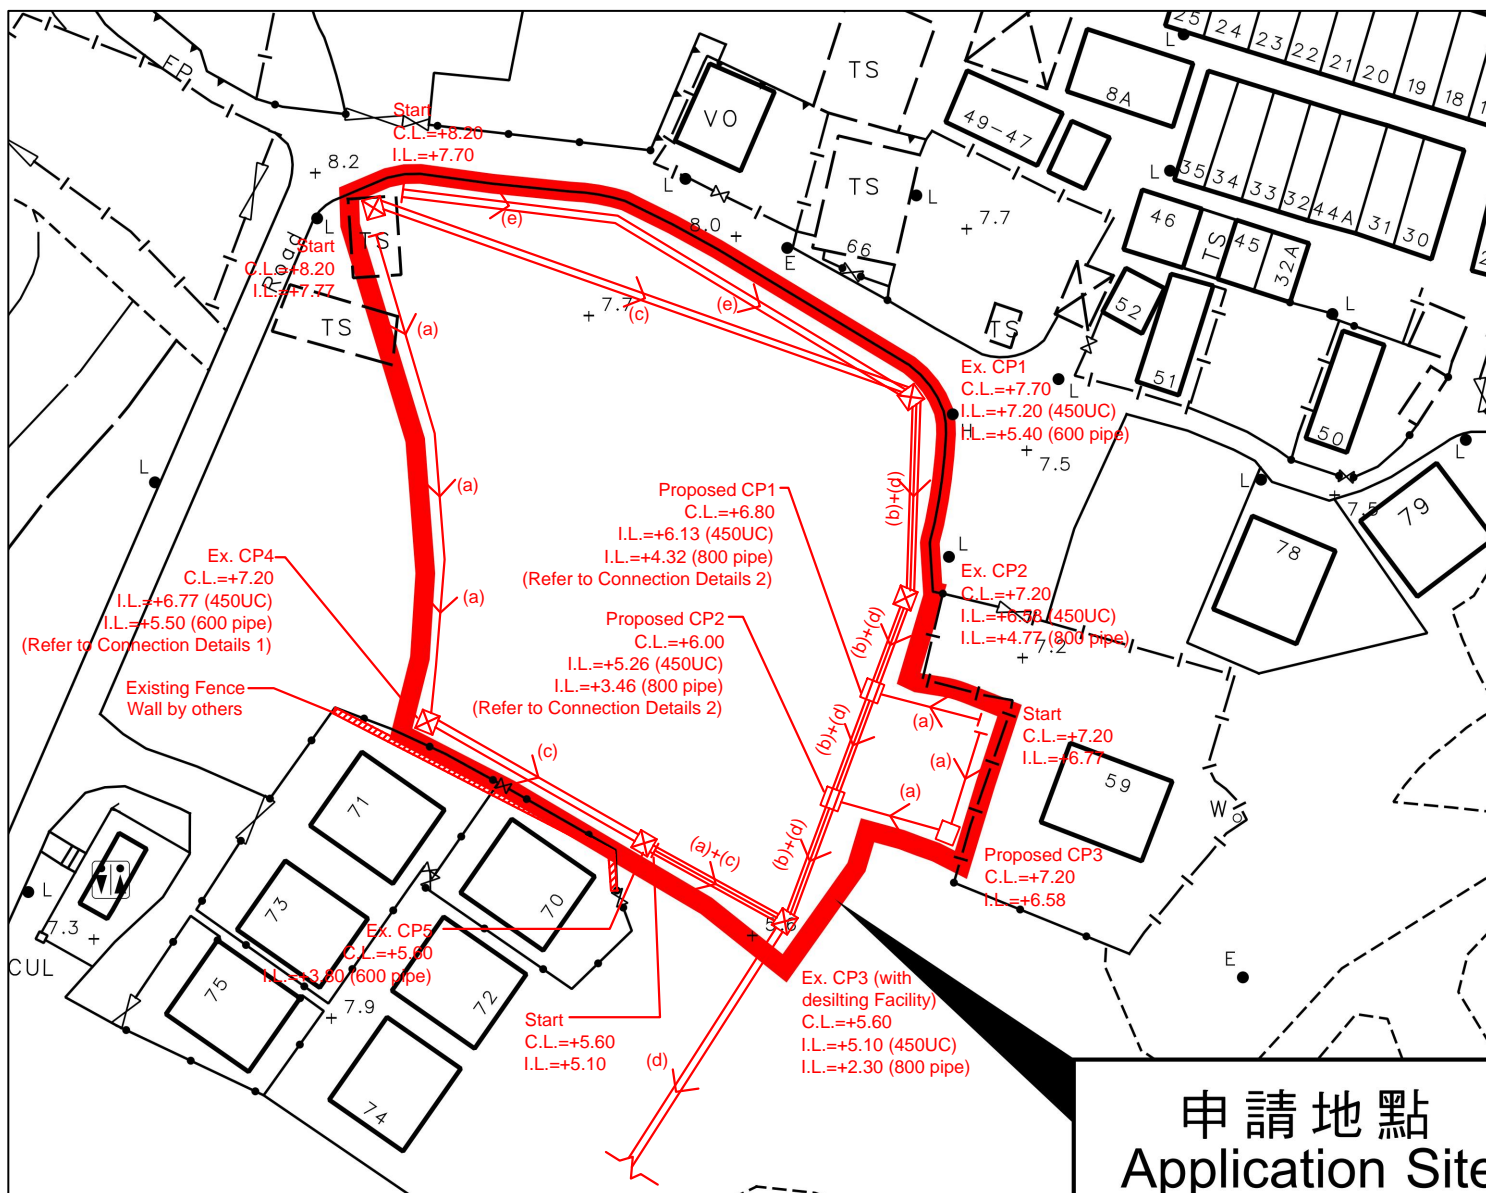 FP
Start
C.L.=+8.20
I.L.=+7.70
8.2
L
Road
TS
Start
C.L.=+8.20
I.L.=+7.77
TS
7.7
(e)
(c)
(e)
(a)
(a)
(a)
VO
L
8.0
E
66
TS
TS
L
7.7
TS
49-47
8A
25
24
23
22
21
20
19
18
L
L
35
34
33
32
44A
31
30
46
TS
45
32A
52
51
50
L
L
L
L
79
78
7.5
7.5
H
Ex. CP1
C.L.=+7.70
I.L.=+7.20 (450UC)
I.L.=+5.40 (600 pipe)
(b)+(d)
Proposed CP1
C.L.=+6.80
I.L.=+6.13 (450UC)
I.L.=+4.32 (800 pipe)
(Refer to Connection Details 2)
L
Ex. CP2
C.L.=+7.20
I.L.=+6.58 (450UC)
I.L.=+4.77 (800 pipe)
7.2
(b)+(d)
Proposed CP2
C.L.=+6.00
I.L.=+5.26 (450UC)
I.L.=+3.46 (800 pipe)
(Refer to Connection Details 2)
L
Ex. CP4
C.L.=+7.20
I.L.=+6.77 (450UC)
I.L.=+5.50 (600 pipe)
(Refer to Connection Details 1)
Existing Fence
Wall by others
(c)
(a)
(a)
(a)
(b)+(d)
Start
C.L.=+7.20
I.L.=+6.77
59
W
Proposed CP3
C.L.=+7.20
I.L.=+6.58
(a)+(c)
(b)+(d)
5.6
71
73
70
72
75
74
L
7.3
CUL
7.9
Ex. CP5
C.L.=+5.60
I.L.=+3.80 (600 pipe)
Start
C.L.=+5.60
I.L.=+5.10
(d)
Ex. CP3 (with
desilting Facility)
C.L.=+5.60
I.L.=+5.10 (450UC)
I.L.=+2.30 (800 pipe)
E
申請地點
Application Site